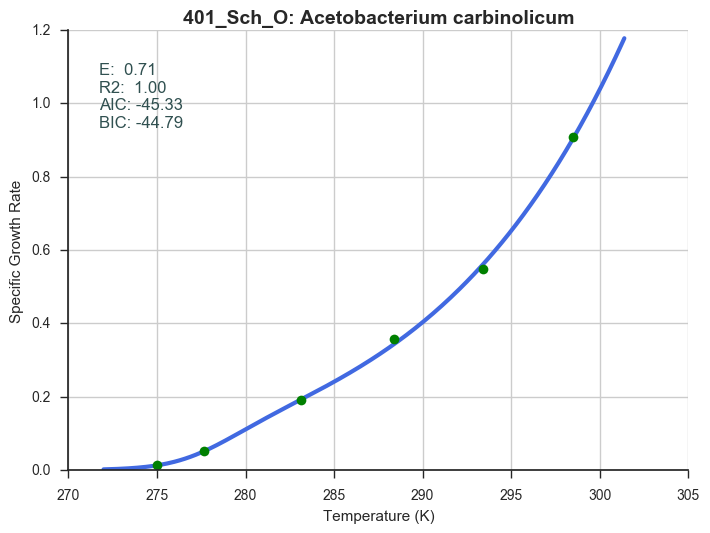 401_Sch_O: Acetobacterium carbinolicum
E:  0.71
R2:  1.00
AIC: -45.33
BIC: -44.79
Specific Growth Rate
1.2
1.0
0.8
0.6
0.4
0.2
0.0
270 275 280 285 290 295 300 305
Temperature (K)